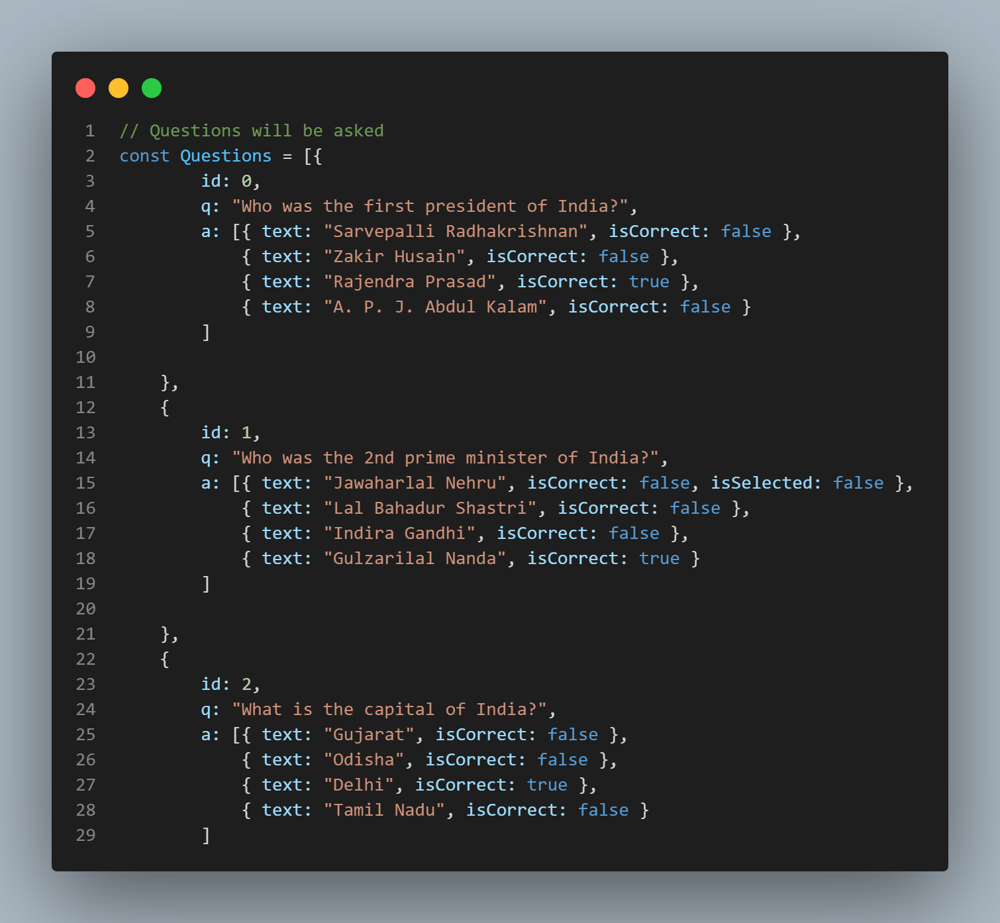 1 // Questions will be asked
2 const Questions = [{
3 id: 0,
4 q: "Who was the first president of India?",
5 a: [{ text: "Sarvepalli Radhakrishnan", isCorrect: false },
6 { text: "Zakir Husain", isCorrect: false },
7 { text: "Rajendra Prasad", isCorrect: true },
8 { text: "A. P. J. Abdul Kalam", isCorrect: false }
9 ]
10
11 },
12 {
13 id: 1,
14 q: "Who was the 2nd prime minister of India?",
15 a: [{ text: "Jawaharlal Nehru", isCorrect: false, isSelected: false },
16 { text: "Lal Bahadur Shastri", isCorrect: false },
17 { text: "Indira Gandhi", isCorrect: false },
18 { text: "Gulzarilal Nanda", isCorrect: true }
19 ]
20
21 },
22 {
23 id: 2,
24 q: "What is the capital of India?",
25 a: [{ text: "Gujarat", isCorrect: false },
26 { text: "Odisha", isCorrect: false },
27 { text: "Delhi", isCorrect: true },
28 { text: "Tamil Nadu", isCorrect: false }
29 ]